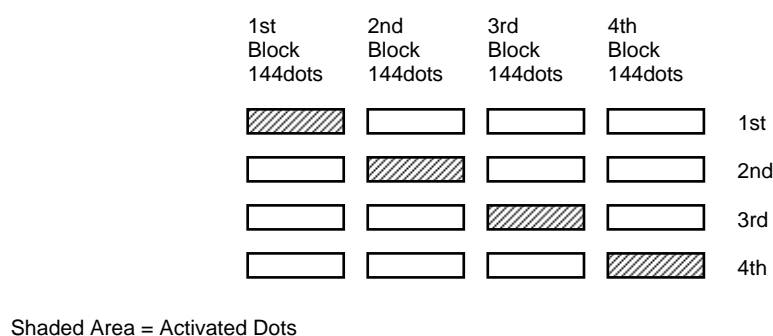 1st 2nd 3rd 4th
Block Block Block Block
144dots 144dots 144dots 144dots
1st
2nd
3rd
4th
Shaded Area = Activated Dots